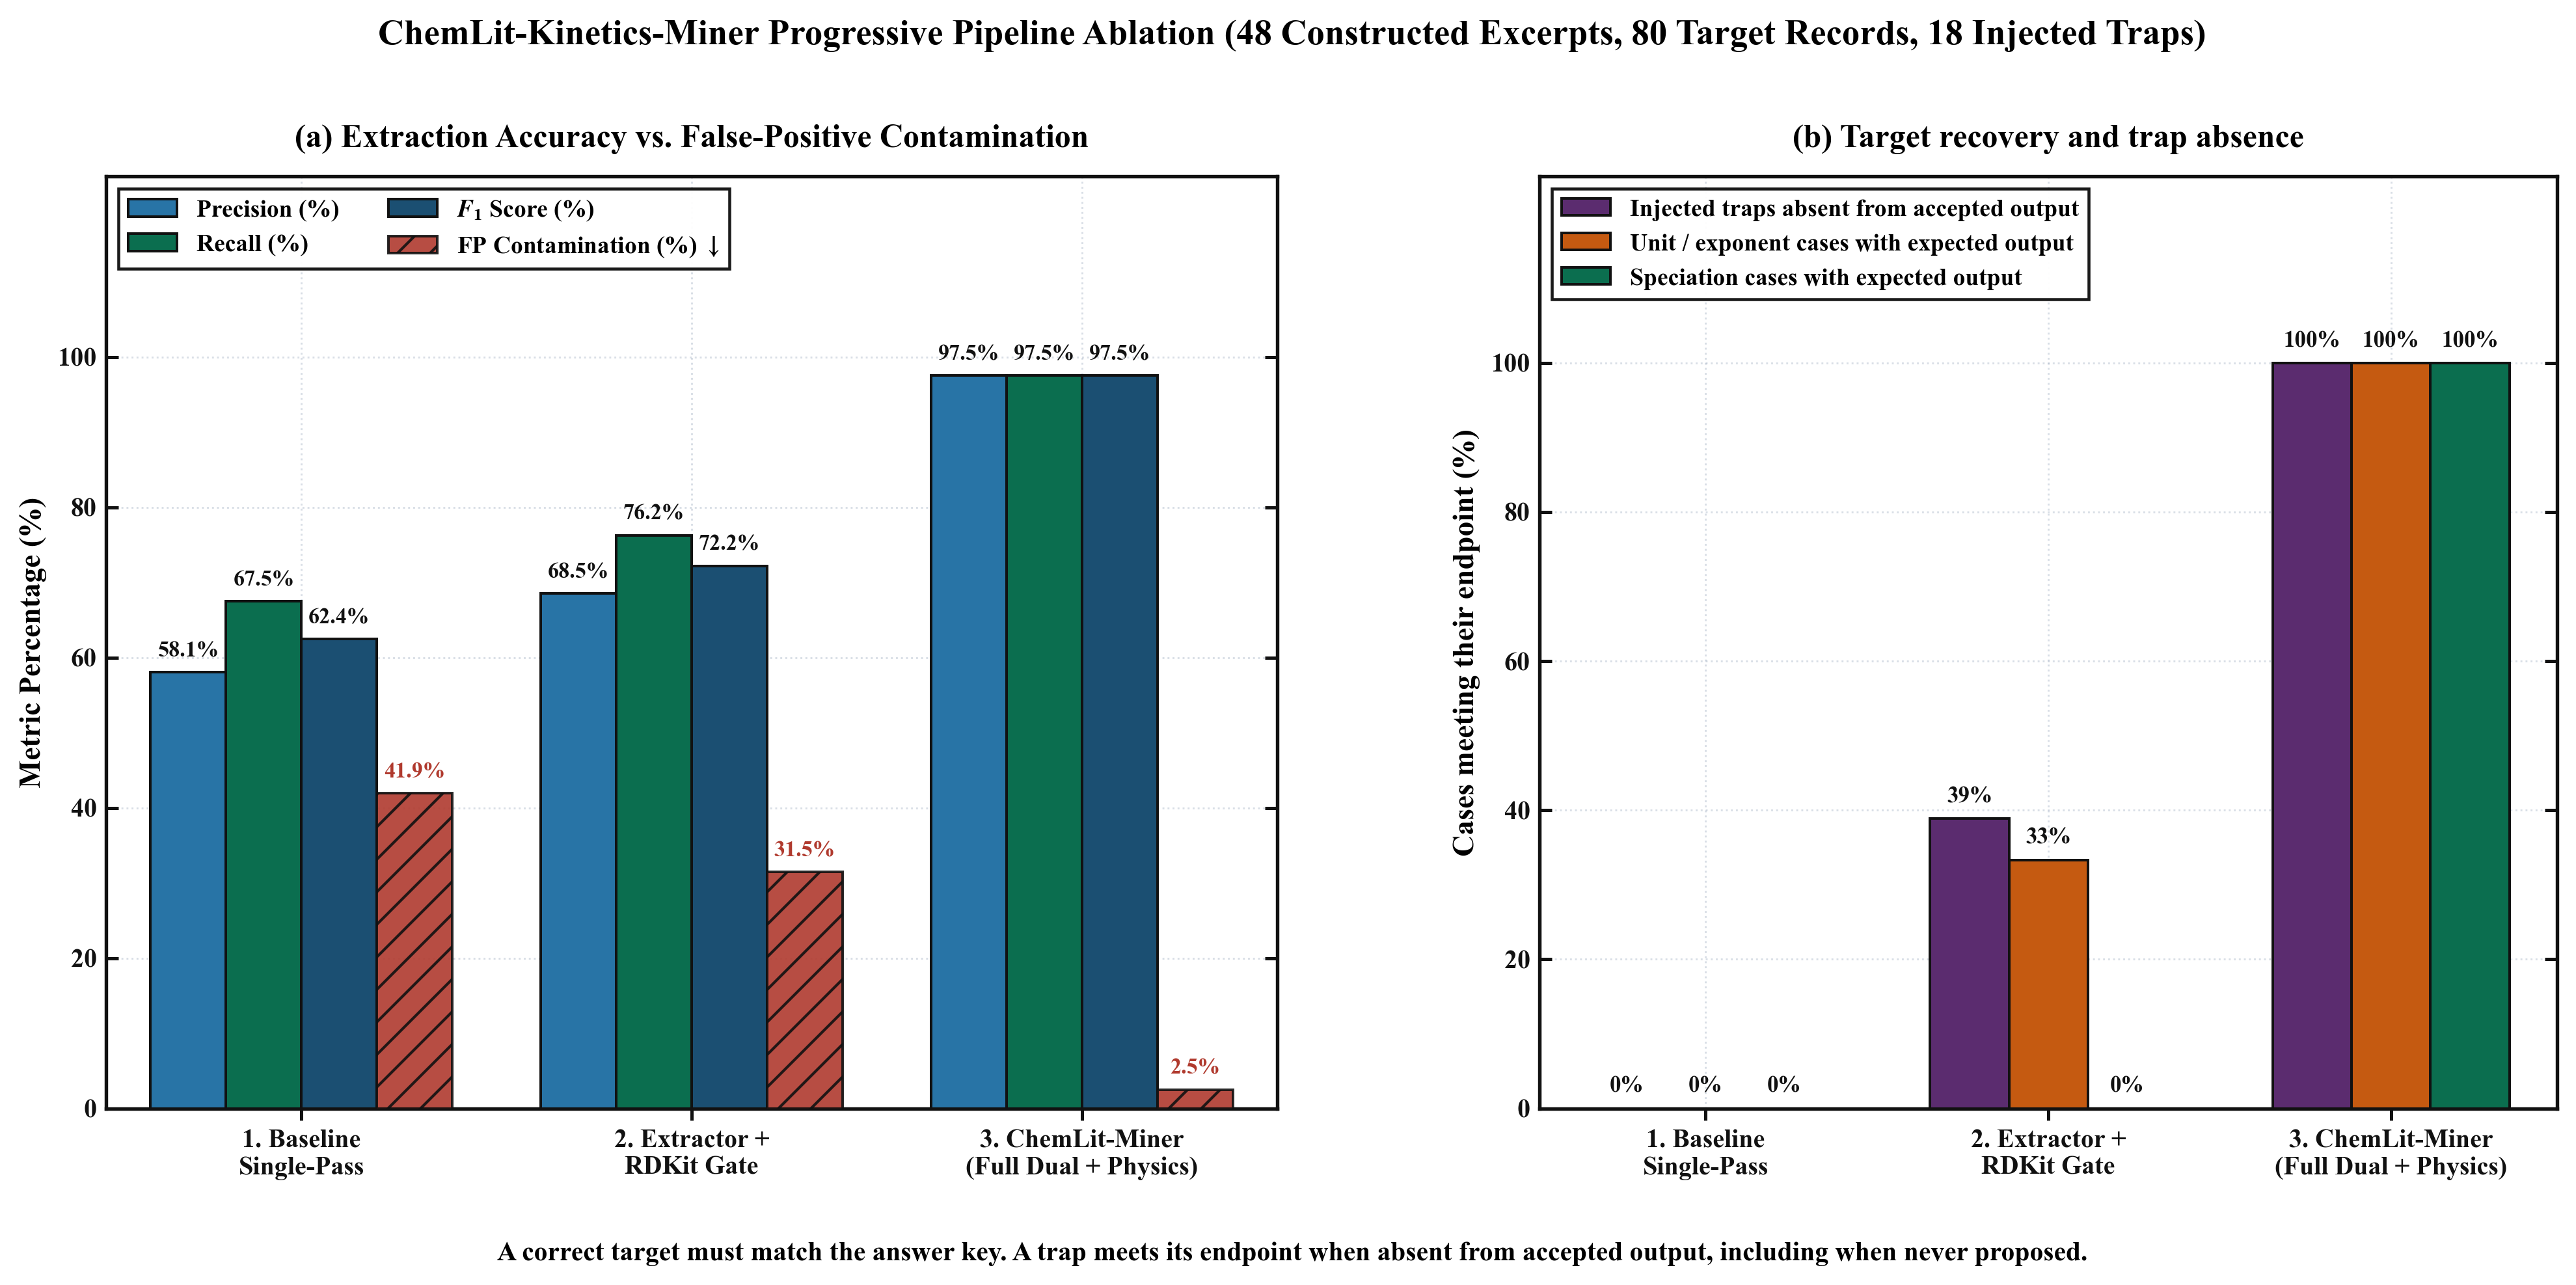 ChemLit-Kinetics-Miner Progressive Pipeline Ablation (48 Constructed Excerpts, 80 Target Records, 18 Injected Traps)
(a) Extraction Accuracy vs. False-Positive Contamination
Precision (%)
Recall (%)
F1 Score (%)
FP Contamination (%) ↓
Metric Percentage (%)
100
80
60
40
20
0
58.1%
67.5%
62.4%
41.9%
68.5%
76.2%
72.2%
31.5%
97.5%
97.5%
97.5%
2.5%
1. Baseline
Single-Pass
2. Extractor +
RDKit Gate
3. ChemLit-Miner
(Full Dual + Physics)
(b) Target recovery and trap absence
Injected traps absent from accepted output
Unit / exponent cases with expected output
Speciation cases with expected output
Cases meeting their endpoint (%)
100
80
60
40
20
0
0%
0%
0%
39%
33%
0%
100%
100%
100%
1. Baseline
Single-Pass
2. Extractor +
RDKit Gate
3. ChemLit-Miner
(Full Dual + Physics)
A correct target must match the answer key. A trap meets its endpoint when absent from accepted output, including when never proposed.